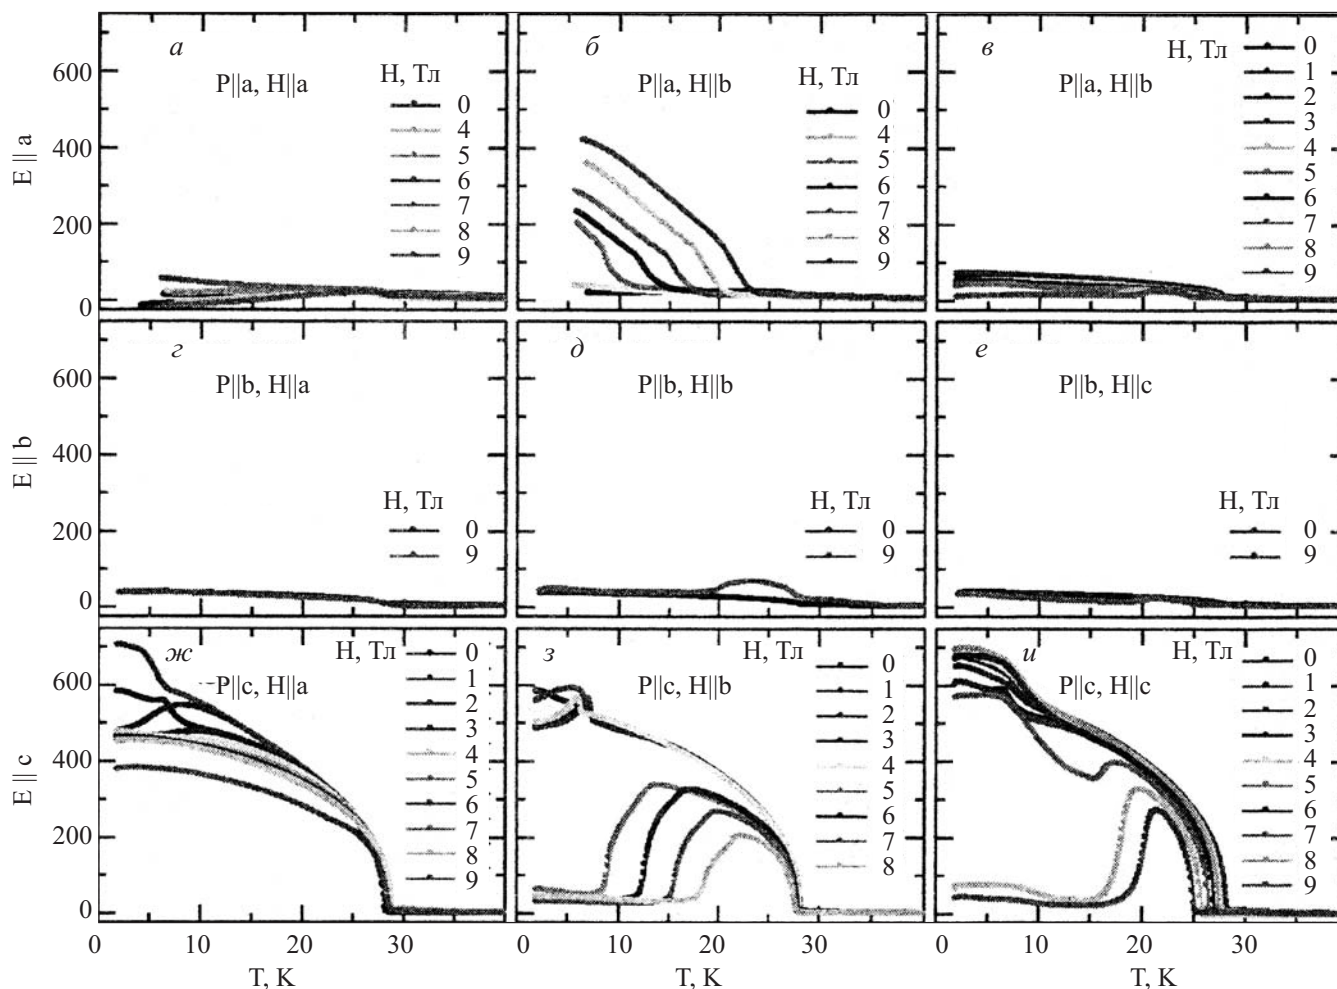 а
P||a, H||a
Н, Тл
0
4
5
6
7
8
9
б
P||a, H||b
Н, Тл
0
4
5
6
7
8
9
в
P||a, H||b
Н, Тл
0
1
2
3
4
5
6
7
8
9
E || a
600
400
200
0
г
P||b, H||a
Н, Тл
0
9
д
P||b, H||b
Н, Тл
0
9
е
P||b, H||c
Н, Тл
0
9
E || b
600
400
200
0
ж
P||c, H||a
Н, Тл
0
1
2
3
4
5
6
7
8
9
з
P||c, H||b
Н, Тл
0
1
2
3
4
5
6
7
8
и
P||c, H||c
Н, Тл
0
1
2
3
4
5
6
7
8
9
E || c
600
400
200
0
0 10 20 30
T, K
0 10 20 30
T, K
0 10 20 30
T, K